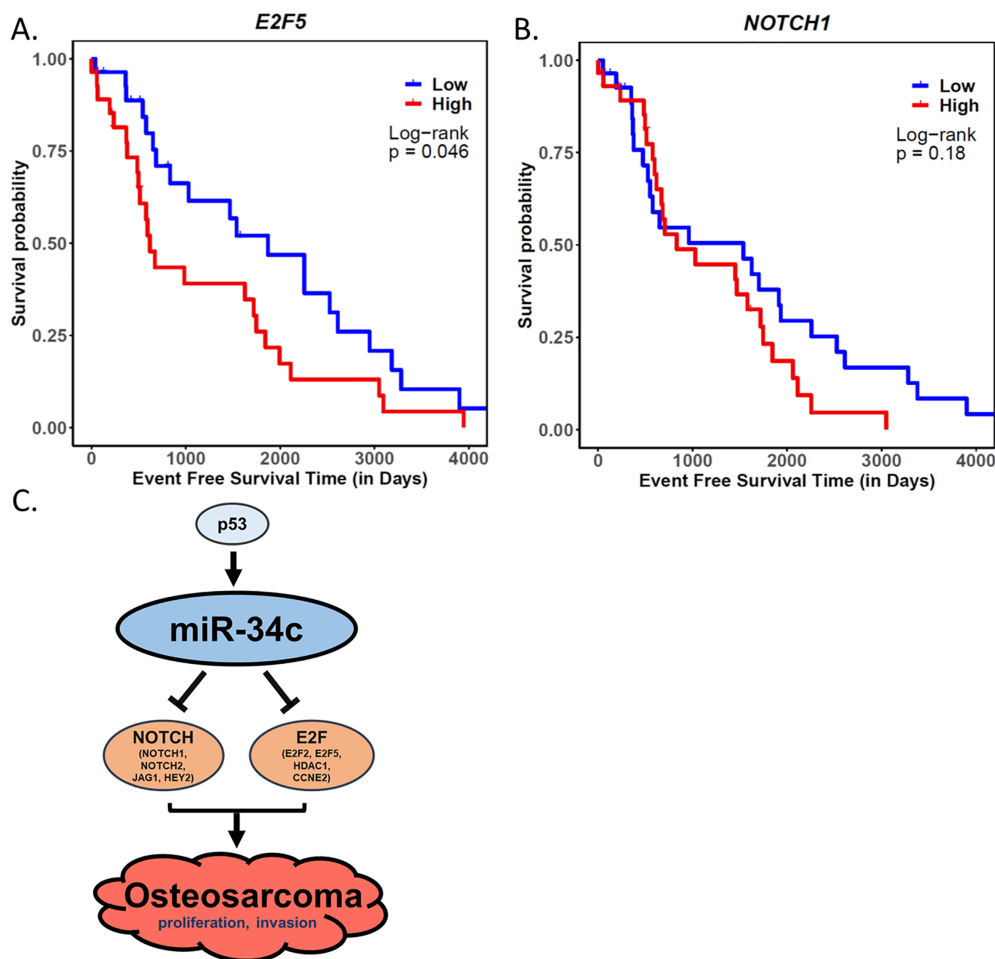 A.
E2F5
1.00
0.75
0.50
0.25
0.00
Survival probability
Low
High
Log-rank
p = 0.046
0 1000 2000 3000 4000
Event Free Survival Time (in Days)
B.
NOTCH1
1.00
0.75
0.50
0.25
0.00
Survival probability
Low
High
Log-rank
p = 0.18
0 1000 2000 3000 4000
Event Free Survival Time (in Days)
C.
p53
miR-34c
NOTCH
(NOTCH1,
NOTCH2,
JAG1, HEY2)
E2F
(E2F2, E2F5,
HDAC1,
CCNE2)
Osteosarcoma
proliferation, invasion